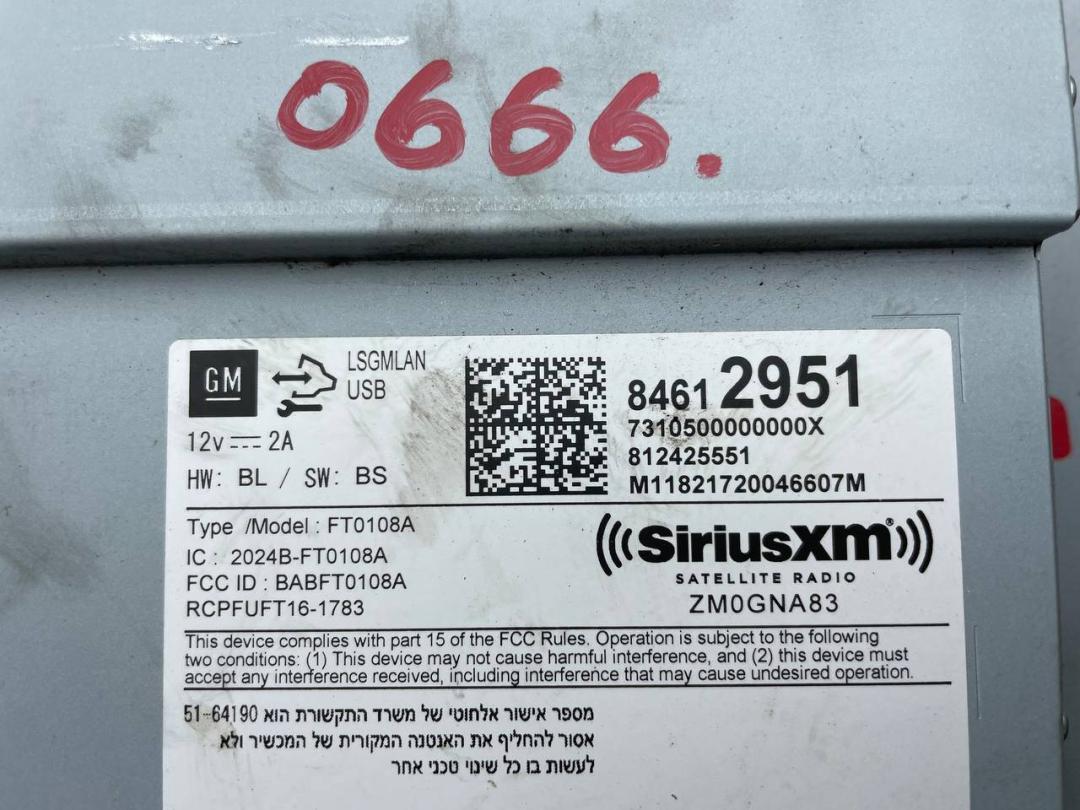 0666.
GM
LSGMLAN
USB
12v ⎓ 2A
HW: BL / SW: BS
8461 2951
7310500000000X
812425551
M11821720046607M
Type /Model : FT0108A
IC : 2024B-FT0108A
FCC ID : BABFT0108A
RCPFUFT16-1783
SiriusXm®
SATELLITE RADIO
ZM0GNA83
This device complies with part 15 of the FCC Rules. Operation is subject to the following
two conditions: (1) This device may not cause harmful interference, and (2) this device must
accept any interference received, including interference that may cause undesired operation.
מספר אישור אלחוטי של משרד התקשורת הוא 51-64190
אסור להחליף את האנטנה המקורית של המכשיר ולא
לעשות בו כל שינוי טכני אחר